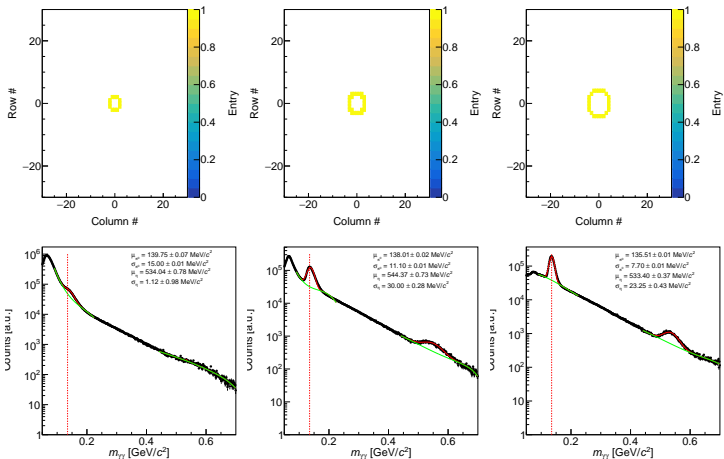 20
0
−20
Row #
−20
0
20
Column #
1
0.8
0.6
0.4
0.2
0
Entry
20
0
−20
Row #
−20
0
20
Column #
1
0.8
0.6
0.4
0.2
0
Entry
20
0
−20
Row #
−20
0
20
Column #
1
0.8
0.6
0.4
0.2
0
Entry
10⁶
10⁵
10⁴
10³
10²
10
1
Counts [a.u.]
μπ⁰ = 139.75 ± 0.07 MeV/c²
σπ⁰ = 15.00 ± 0.01 MeV/c²
μη = 534.04 ± 0.78 MeV/c²
ση = 1.12 ± 0.98 MeV/c²
0.2
0.4
0.6
mγγ [GeV/c²]
10⁵
10⁴
10³
10²
10
1
Counts [a.u.]
μπ⁰ = 138.01 ± 0.02 MeV/c²
σπ⁰ = 11.10 ± 0.01 MeV/c²
μη = 544.37 ± 0.73 MeV/c²
ση = 30.00 ± 0.28 MeV/c²
0.2
0.4
0.6
mγγ [GeV/c²]
10⁵
10⁴
10³
10²
10
1
Counts [a.u.]
μπ⁰ = 135.51 ± 0.01 MeV/c²
σπ⁰ = 7.70 ± 0.01 MeV/c²
μη = 533.40 ± 0.37 MeV/c²
ση = 23.25 ± 0.43 MeV/c²
0.2
0.4
0.6
mγγ [GeV/c²]